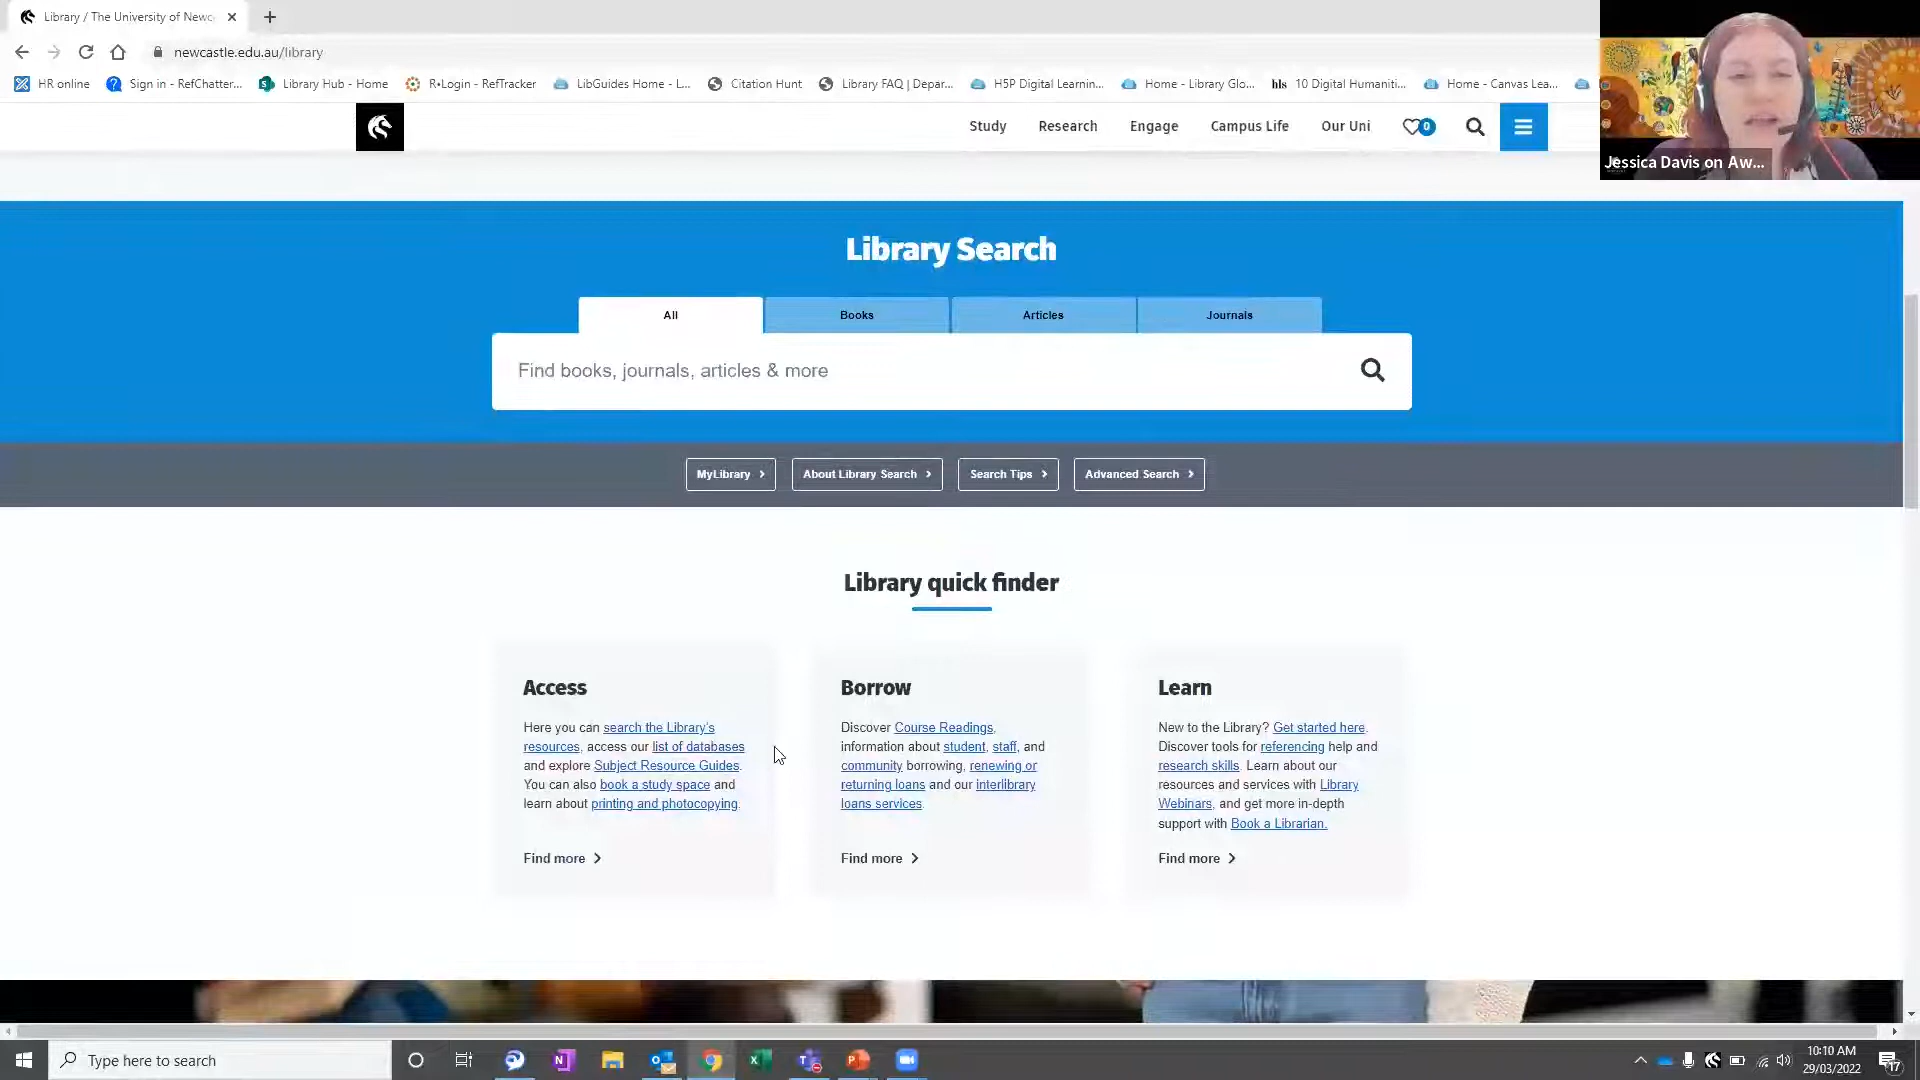 Library / The University of Newc
newcastle.edu.au/library
HR online
Sign in - RefChatter...
Library Hub - Home
R•Login - RefTracker
LibGuides Home - L...
Citation Hunt
Library FAQ | Depar...
H5P Digital Learnin...
Home - Library Glo...
hls 10 Digital Humaniti...
Home - Canvas Lea...
Study
Research
Engage
Campus Life
Our Uni
0
Jessica Davis on Aw...
Library Search
All
Books
Articles
Journals
Find books, journals, articles & more
MyLibrary
About Library Search
Search Tips
Advanced Search
Library quick finder
Access
Here you can search the Library's
resources, access our list of databases
and explore Subject Resource Guides.
You can also book a study space and
learn about printing and photocopying.
Find more
Borrow
Discover Course Readings,
information about student, staff, and
community borrowing, renewing or
returning loans and our interlibrary
loans services.
Find more
Learn
New to the Library? Get started here.
Discover tools for referencing help and
research skills. Learn about our
resources and services with Library
Webinars, and get more in-depth
support with Book a Librarian.
Find more
Type here to search
10:10 AM
29/03/2022
17